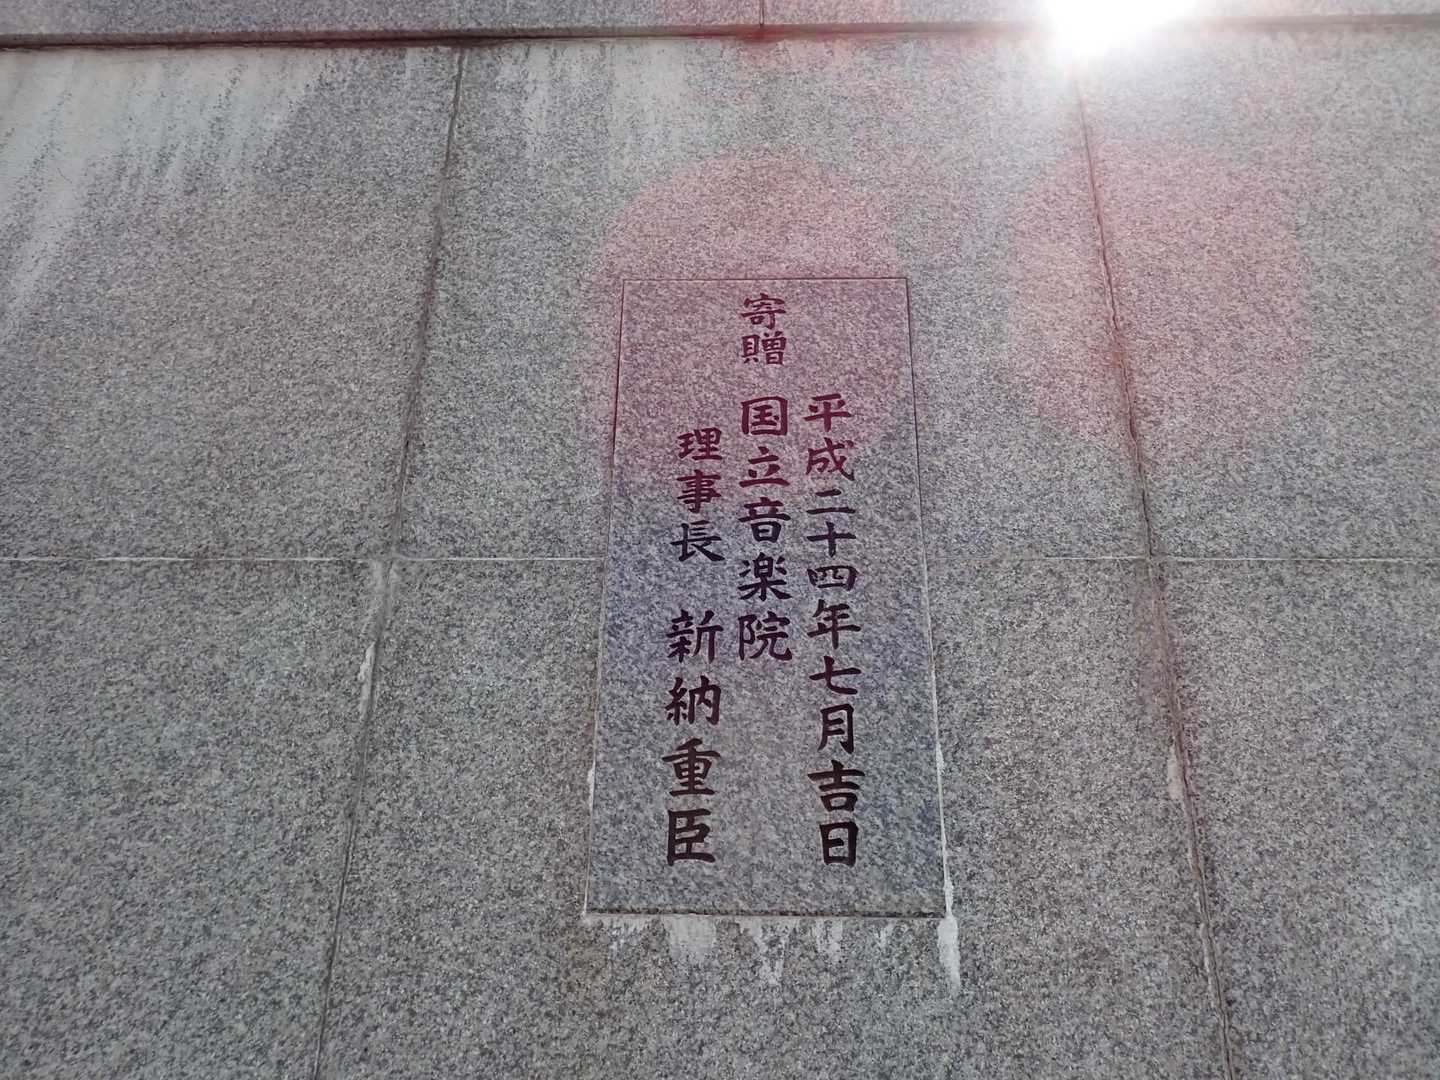 平成二十四年七月吉日
寄贈 国立音楽院
理事長 新納重臣